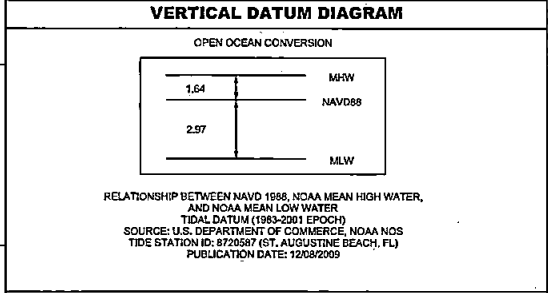 VERTICAL DATUM DIAGRAM
OPEN OCEAN CONVERSION
MHW
1.64
NAVD88
2.97
MLW
RELATIONSHIP BETWEEN NAVD 1988, NOAA MEAN HIGH WATER,
AND NOAA MEAN LOW WATER
TIDAL DATUM (1983-2001 EPOCH)
SOURCE: U.S. DEPARTMENT OF COMMERCE, NOAA NOS
TIDE STATION ID: 8720587 (ST. AUGUSTINE BEACH, FL)
PUBLICATION DATE: 12/08/2009